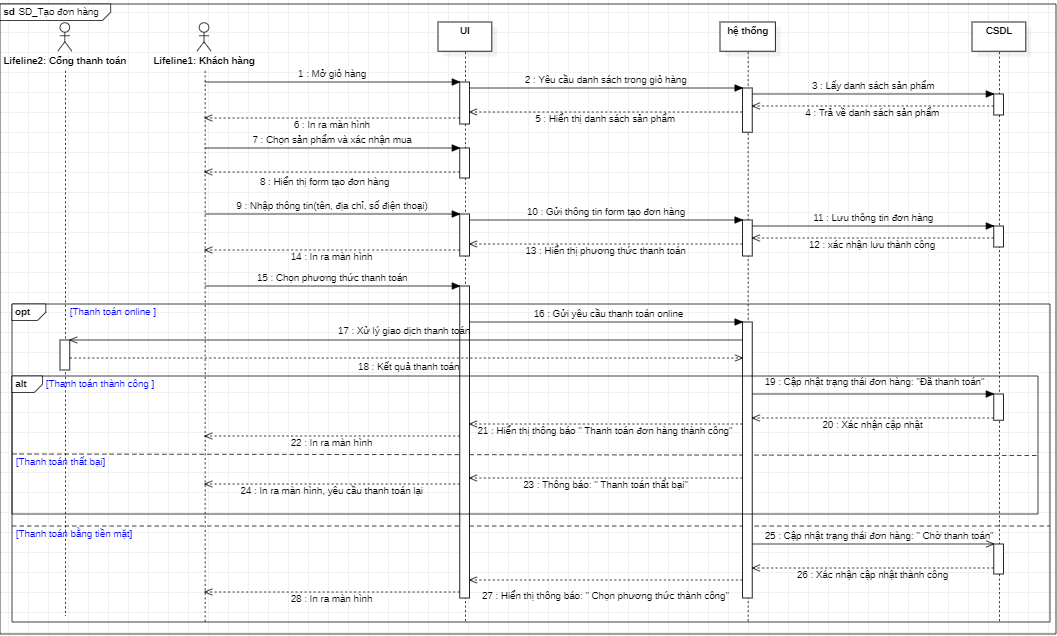 sd SD_Tạo đơn hàng
Lifeline2: Cổng thanh toán
Lifeline1: Khách hàng
UI
hệ thống
CSDL
1 : Mở giỏ hàng
2 : Yêu cầu danh sách trong giỏ hàng
3 : Lấy danh sách sản phẩm
4 : Trả về danh sách sản phẩm
5 : Hiển thị danh sách sản phẩm
6 : In ra màn hình
7 : Chọn sản phẩm và xác nhận mua
8 : Hiển thị form tạo đơn hàng
9 : Nhập thông tin(tên, địa chỉ, số điện thoại)
10 : Gửi thông tin form tạo đơn hàng
11 : Lưu thông tin đơn hàng
12 : xác nhận lưu thành công
13 : Hiển thị phương thức thanh toán
14 : In ra màn hình
15 : Chọn phương thức thanh toán
opt
[Thanh toán online ]
16 : Gửi yêu cầu thanh toán online
17 : Xử lý giao dịch thanh toán
18 : Kết quả thanh toán
alt
[Thanh toán thành công ]
19 : Cập nhật trạng thái đơn hàng: "Đã thanh toán"
20 : Xác nhận cập nhật
21 : Hiển thị thông báo " Thanh toán đơn hàng thành công"
22 : In ra màn hình
[Thanh toán thất bại]
23 : Thông báo: " Thanh toán thất bại"
24 : In ra màn hình, yêu cầu thanh toán lại
[Thanh toán bằng tiền mặt]
25 : Cập nhật trạng thái đơn hàng: " Chờ thanh toán"
26 : Xác nhận cập nhật thành công
27 : Hiển thị thông báo: " Chọn phương thức thành công"
28 : In ra màn hình